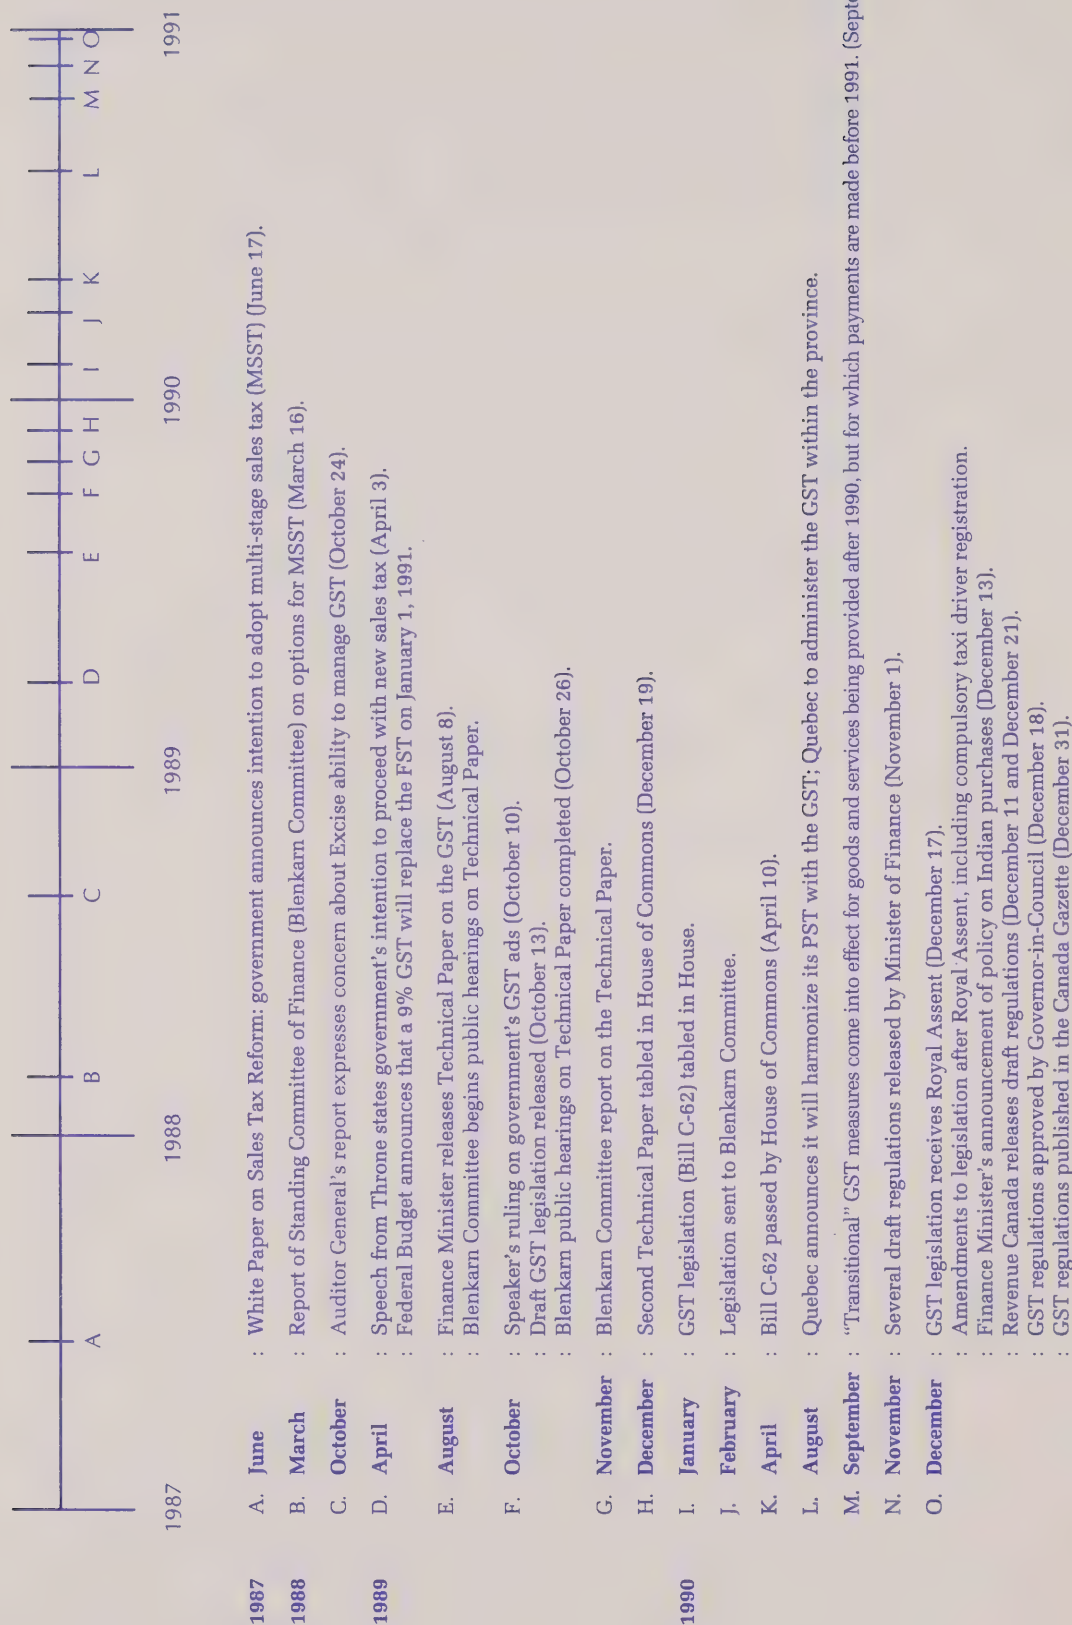 A B C D E F G H I J K L M N O
1987 1988 1989 1990 1991
1987 A. June : White Paper on Sales Tax Reform; government announces intention to adopt multi-stage sales tax (MSST) (June 17).
1988 B. March : Report of Standing Committee of Finance (Blenkarn Committee) on options for MSST (March 16).
C. October : Auditor General's report expresses concern about Excise ability to manage GST (October 24).
1989 D. April : Speech from Throne states government's intention to proceed with new sales tax (April 3).
: Federal Budget announces that a 9% GST will replace the FST on January 1, 1991.
E. August : Finance Minister releases Technical Paper on the GST (August 8).
: Blenkarn Committee begins public hearings on Technical Paper.
F. October : Speaker's ruling on government's GST ads (October 10).
: Draft GST legislation released (October 13).
: Blenkarn public hearings on Technical Paper completed (October 26).
G. November : Blenkarn Committee report on the Technical Paper.
H. December : Second Technical Paper tabled in House of Commons (December 19).
1990 I. January : GST legislation (Bill C-62) tabled in House.
J. February : Legislation sent to Blenkarn Committee.
K. April : Bill C-62 passed by House of Commons (April 10).
L. August : Quebec announces it will harmonize its PST with the GST; Quebec to administer the GST within the province.
M. September : "Transitional" GST measures come into effect for goods and services being provided after 1990, but for which payments are made before 1991.
N. November : Several draft regulations released by Minister of Finance (November 1).
O. December : GST legislation receives Royal Assent (December 17).
: Amendments to legislation after Royal Assent, including compulsory taxi driver registration.
: Finance Minister's announcement of policy on Indian purchases (December 13).
: Revenue Canada releases draft regulations (December 11 and December 21).
: GST regulations approved by Governor-in-Council (December 18).
: GST regulations published in the Canada Gazette (December 31).